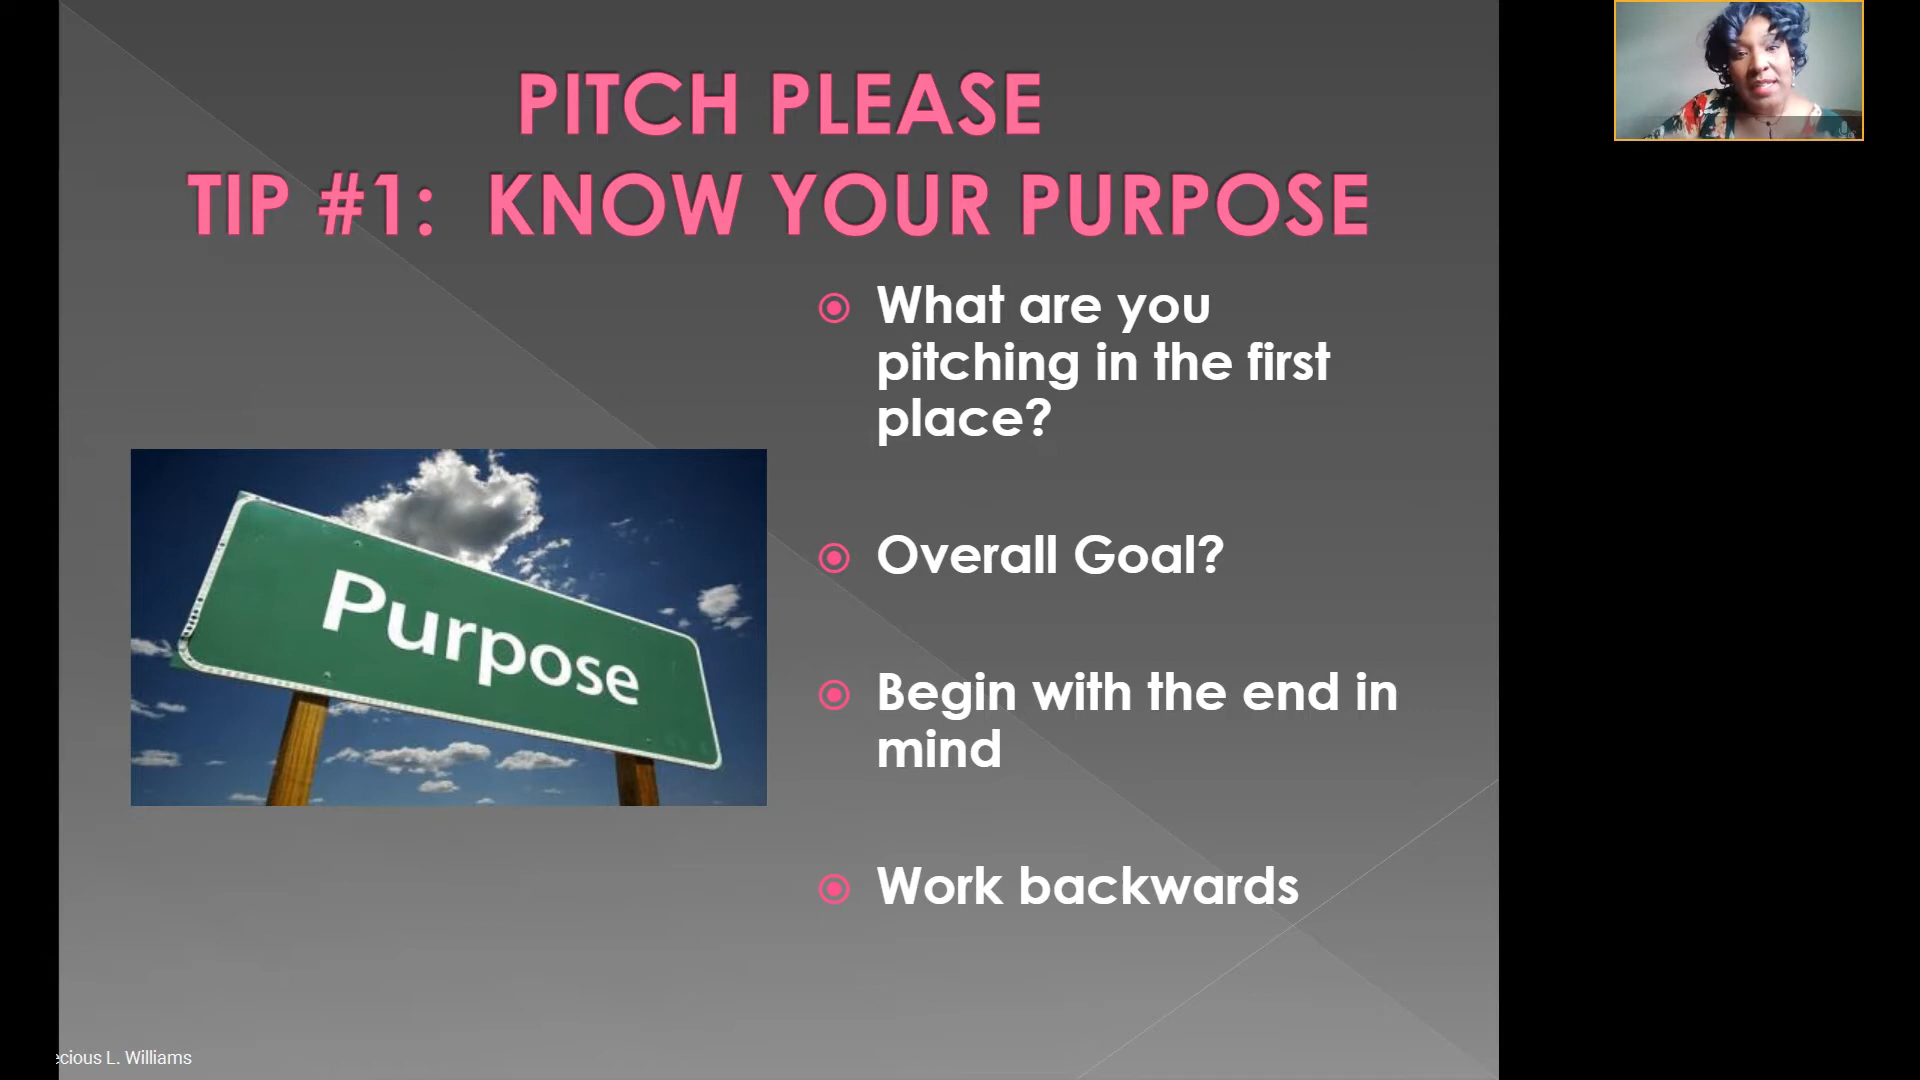 PITCH PLEASE
TIP #1: KNOW YOUR PURPOSE
What are you
pitching in the first
place?
Overall Goal?
Begin with the end in
mind
Work backwards
Purpose
ecious L. Williams